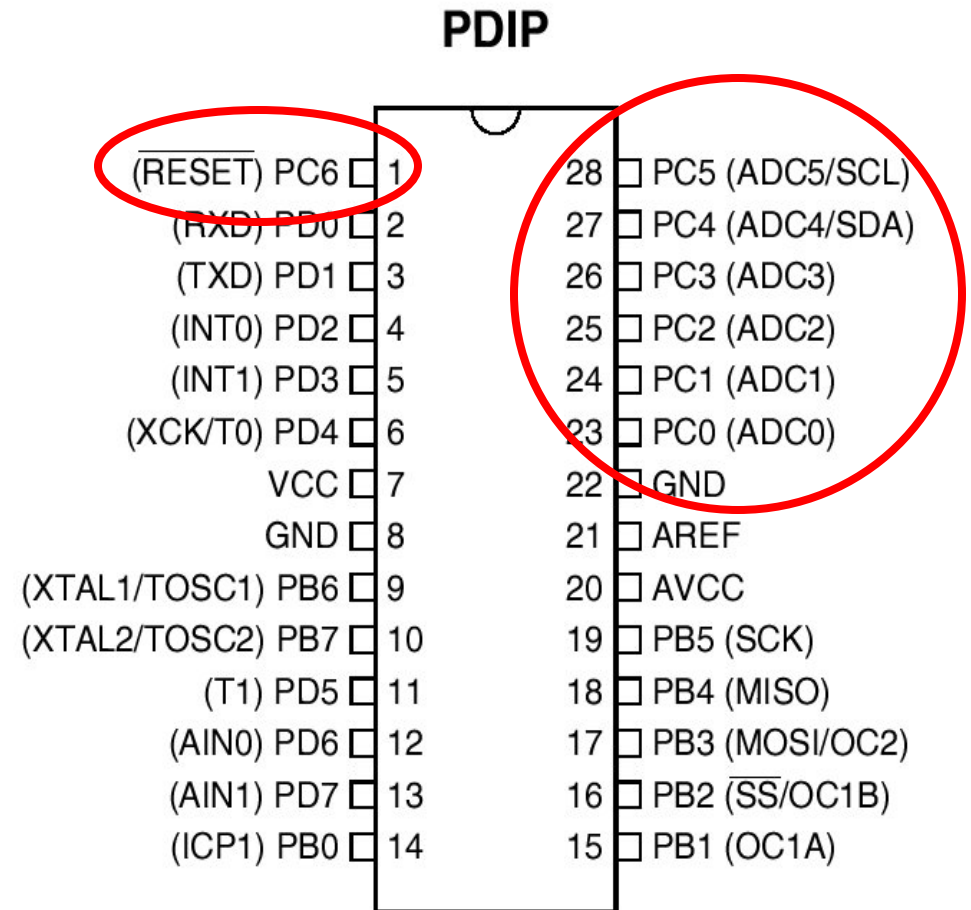 PDIP
(RESET) PC6 1 28 PC5 (ADC5/SCL)
(RXD) PD0 2 27 PC4 (ADC4/SDA)
(TXD) PD1 3 26 PC3 (ADC3)
(INT0) PD2 4 25 PC2 (ADC2)
(INT1) PD3 5 24 PC1 (ADC1)
(XCK/T0) PD4 6 23 PC0 (ADC0)
VCC 7 22 GND
GND 8 21 AREF
(XTAL1/TOSC1) PB6 9 20 AVCC
(XTAL2/TOSC2) PB7 10 19 PB5 (SCK)
(T1) PD5 11 18 PB4 (MISO)
(AIN0) PD6 12 17 PB3 (MOSI/OC2)
(AIN1) PD7 13 16 PB2 (SS/OC1B)
(ICP1) PB0 14 15 PB1 (OC1A)